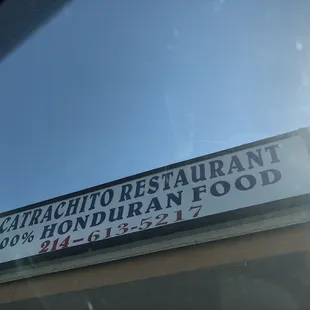 CATRACHITO RESTAURANT
00% HONDURAN FOOD
214-613-5217